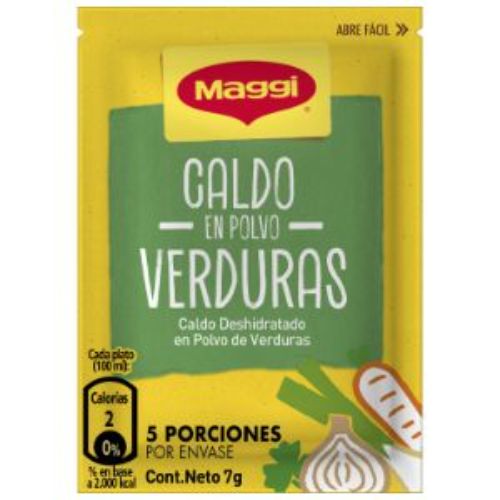 ABRE FÁCIL »
Maggi
®
CALDO
EN POLVO
VERDURAS
Caldo Deshidratado
en Polvo de Verduras
Cada plato
(100 ml):
Calorías
2
0%
% en base
a 2,000 kcal
5 PORCIONES
POR ENVASE
Cont.Neto 7g